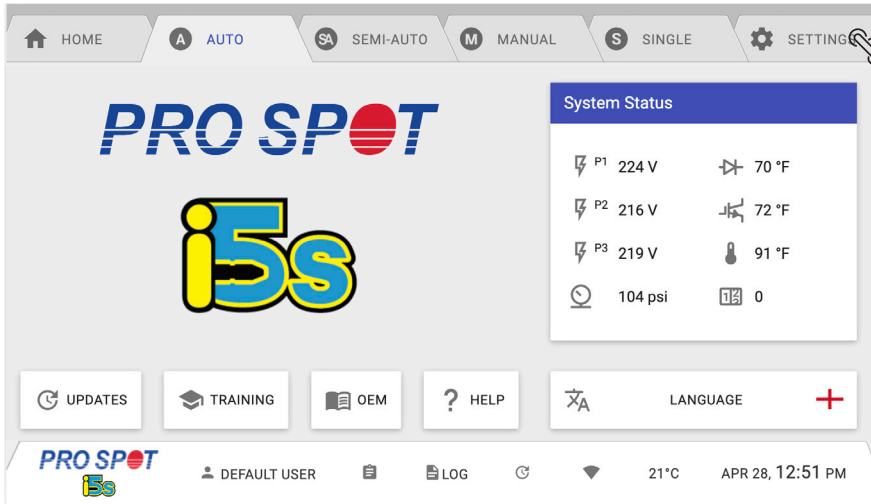 HOME
A AUTO
SA SEMI-AUTO
M MANUAL
S SINGLE
SETTINGS
PRO SPOT
i5s
System Status
P1 224 V
70 °F
P2 216 V
72 °F
P3 219 V
91 °F
104 psi
0
UPDATES
TRAINING
OEM
? HELP
LANGUAGE
PRO SPOT
i5s
DEFAULT USER
LOG
21°C
APR 28, 12:51 PM